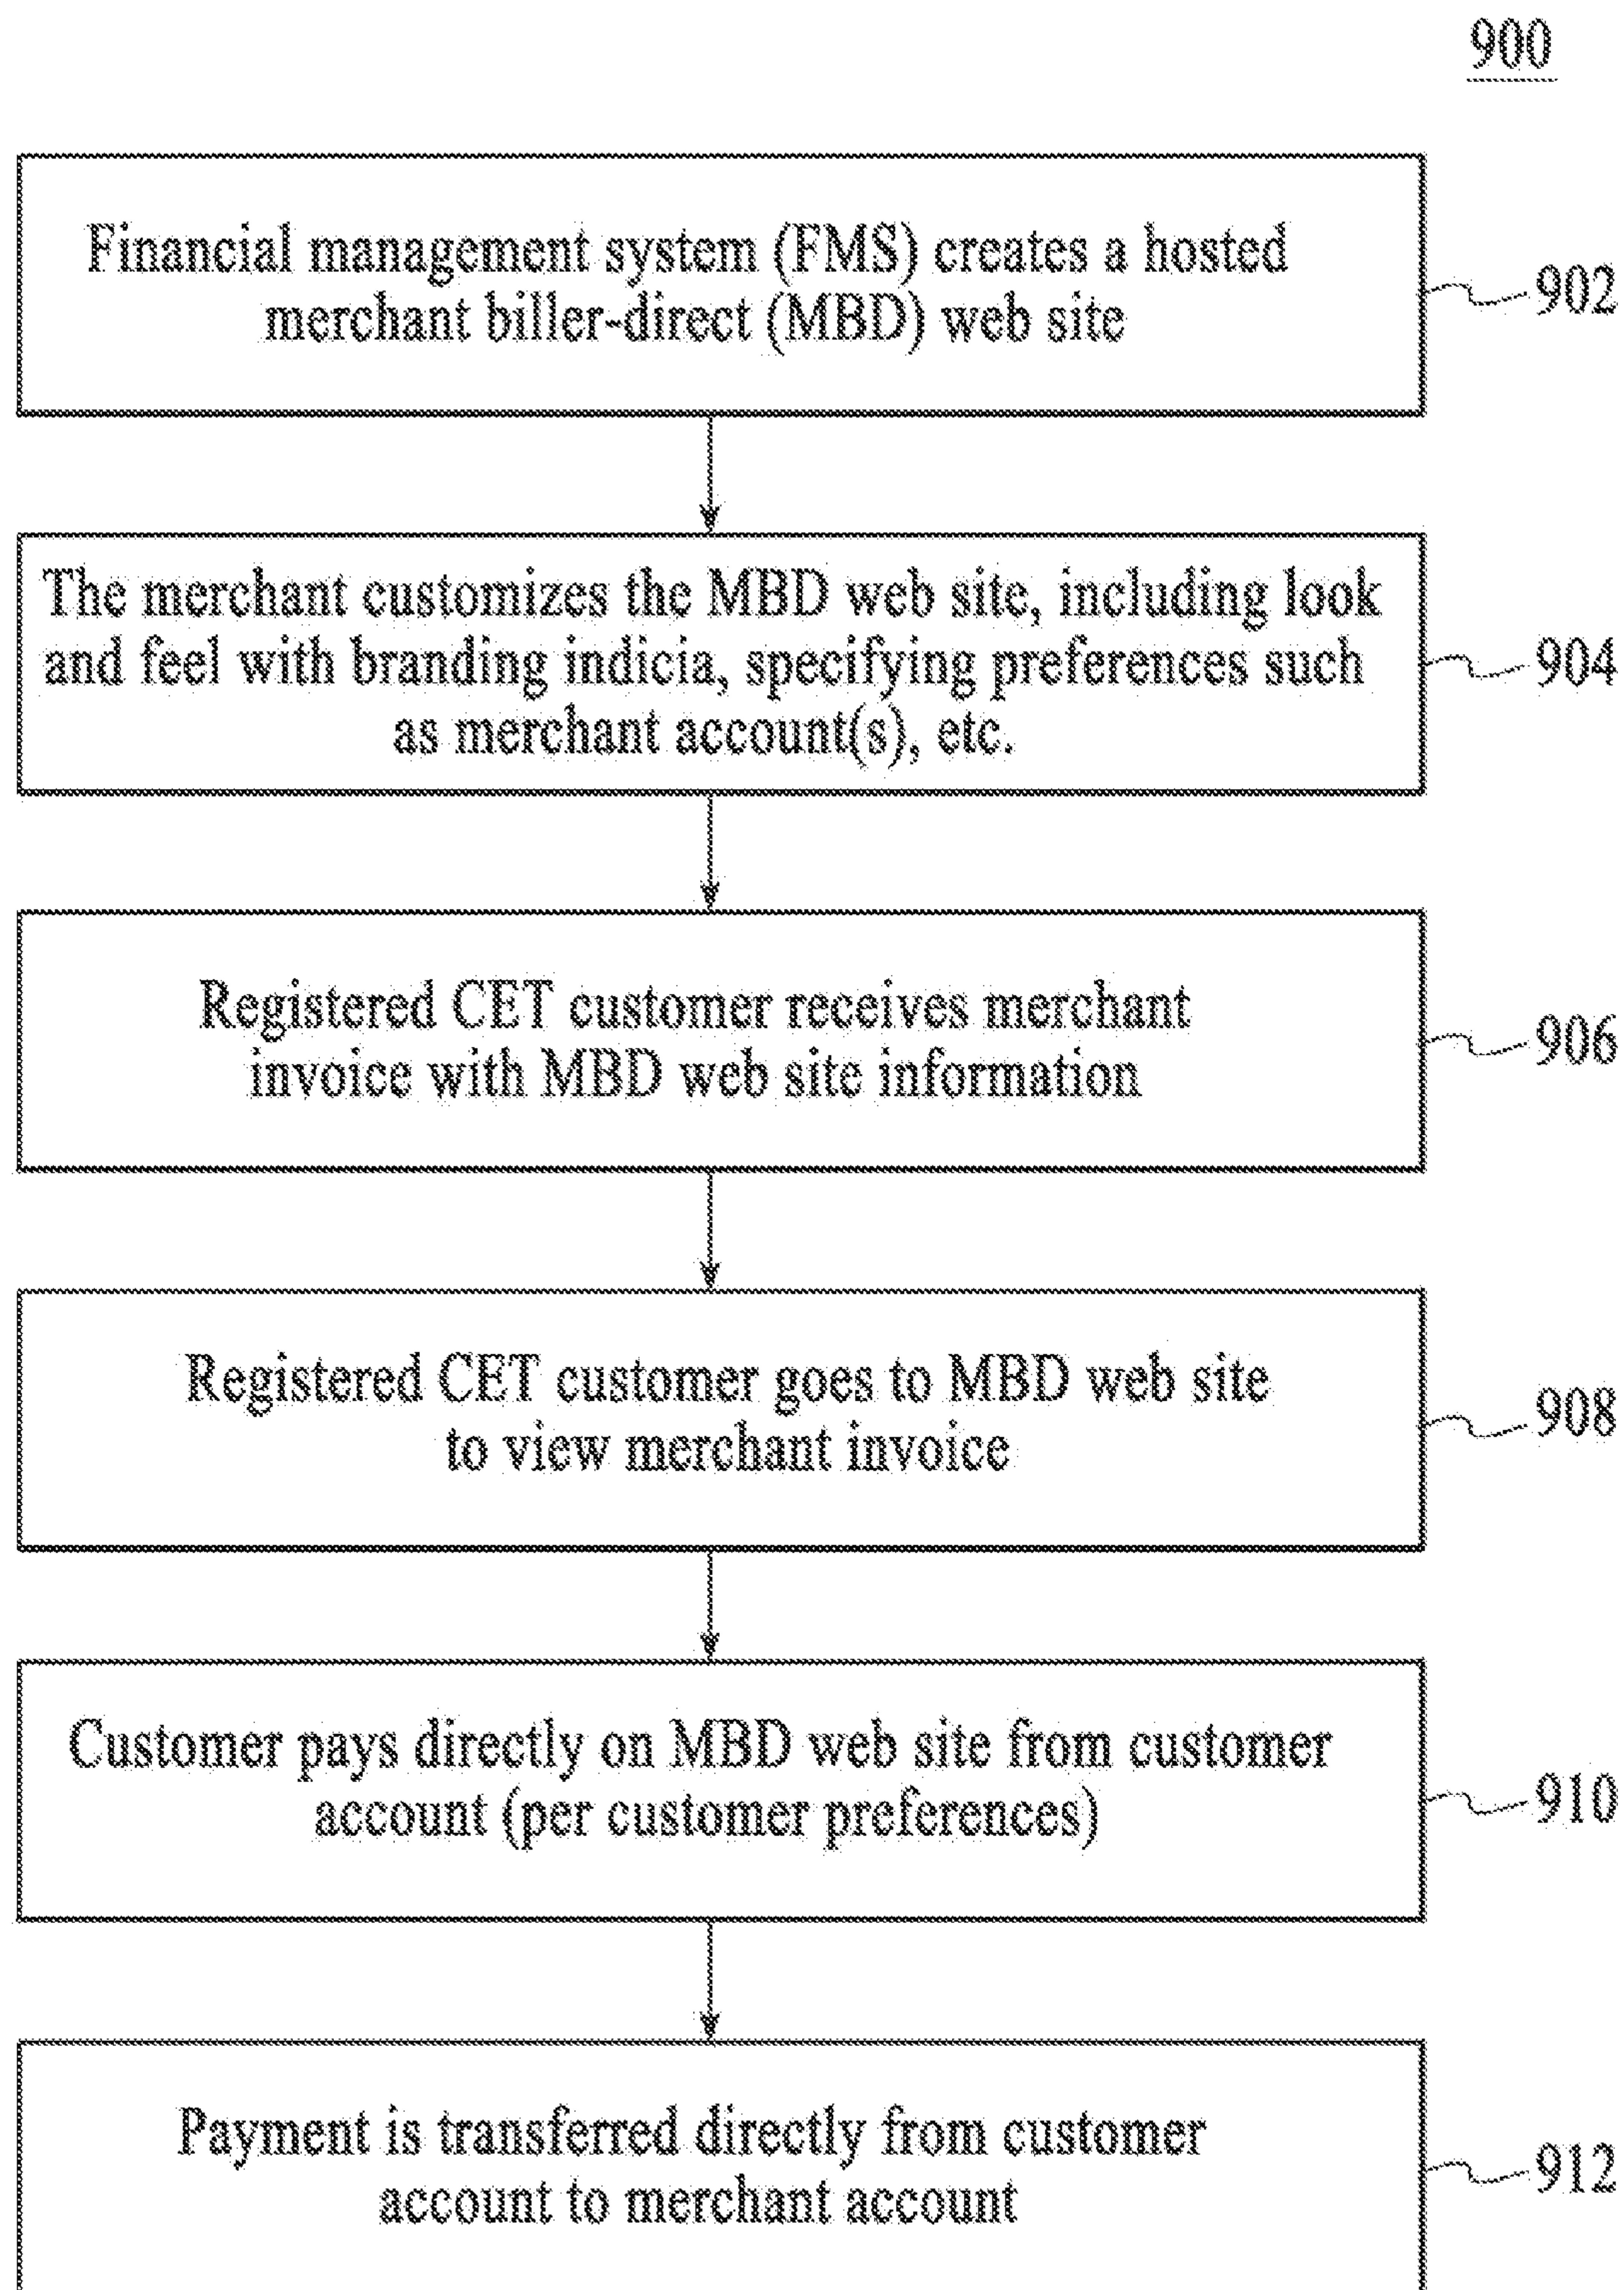 900
Financial management system (FMS) creates a hosted
merchant biller-direct (MBD) web site
902
The merchant customizes the MBD web site, including look
and feel with branding indicia, specifying preferences such
as merchant account(s), etc.
904
Registered CET customer receives merchant
invoice with MBD web site information
906
Registered CET customer goes to MBD web site
to view merchant invoice
908
Customer pays directly on MBD web site from customer
account (per customer preferences)
910
Payment is transferred directly from customer
account to merchant account
912